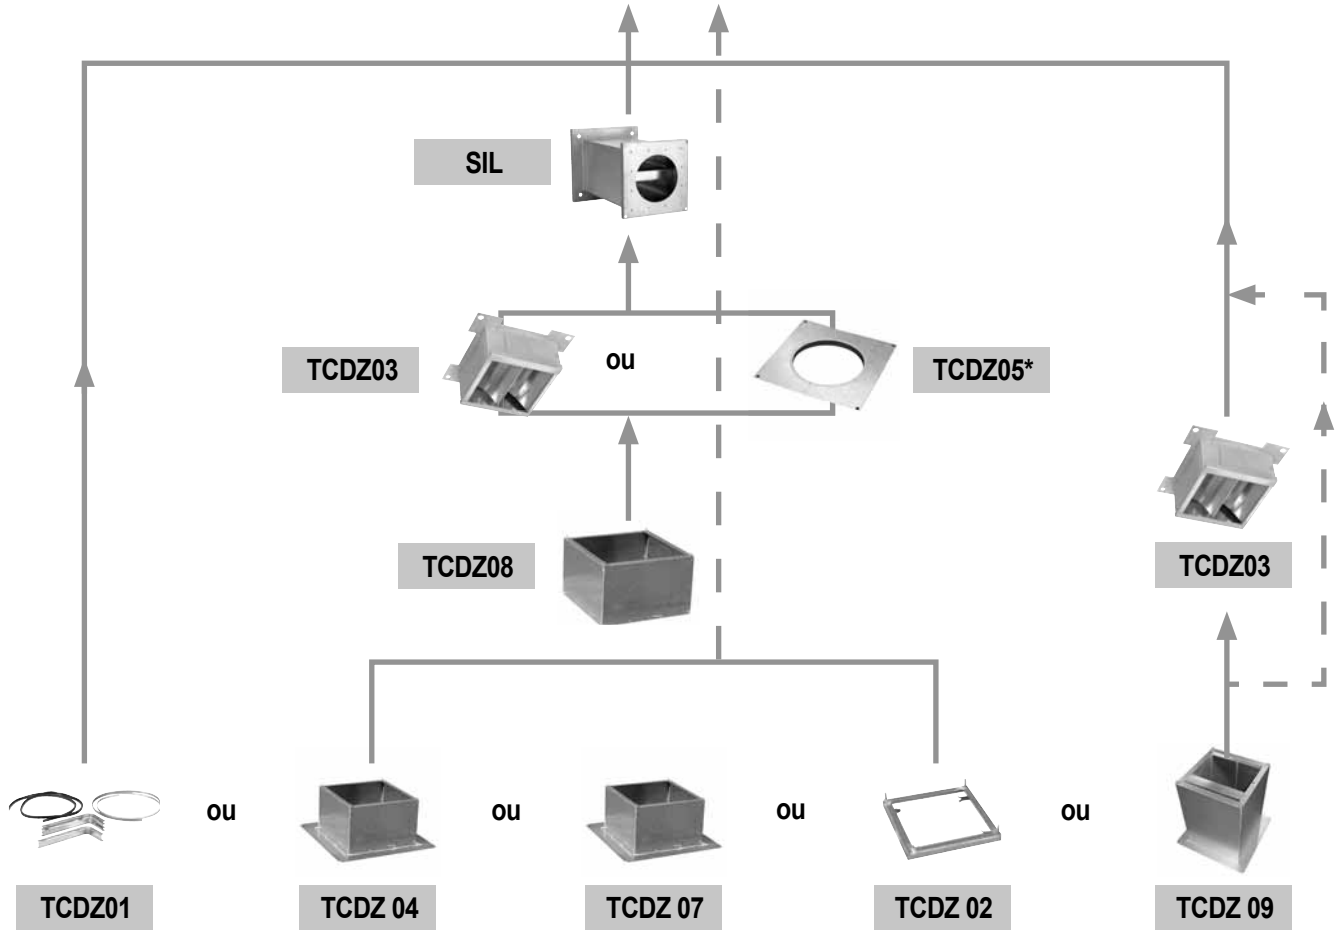 SIL
TCDZ03
ou
TCDZ05*
TCDZ08
TCDZ03
ou
ou
ou
ou
TCDZ01
TCDZ 04
TCDZ 07
TCDZ 02
TCDZ 09